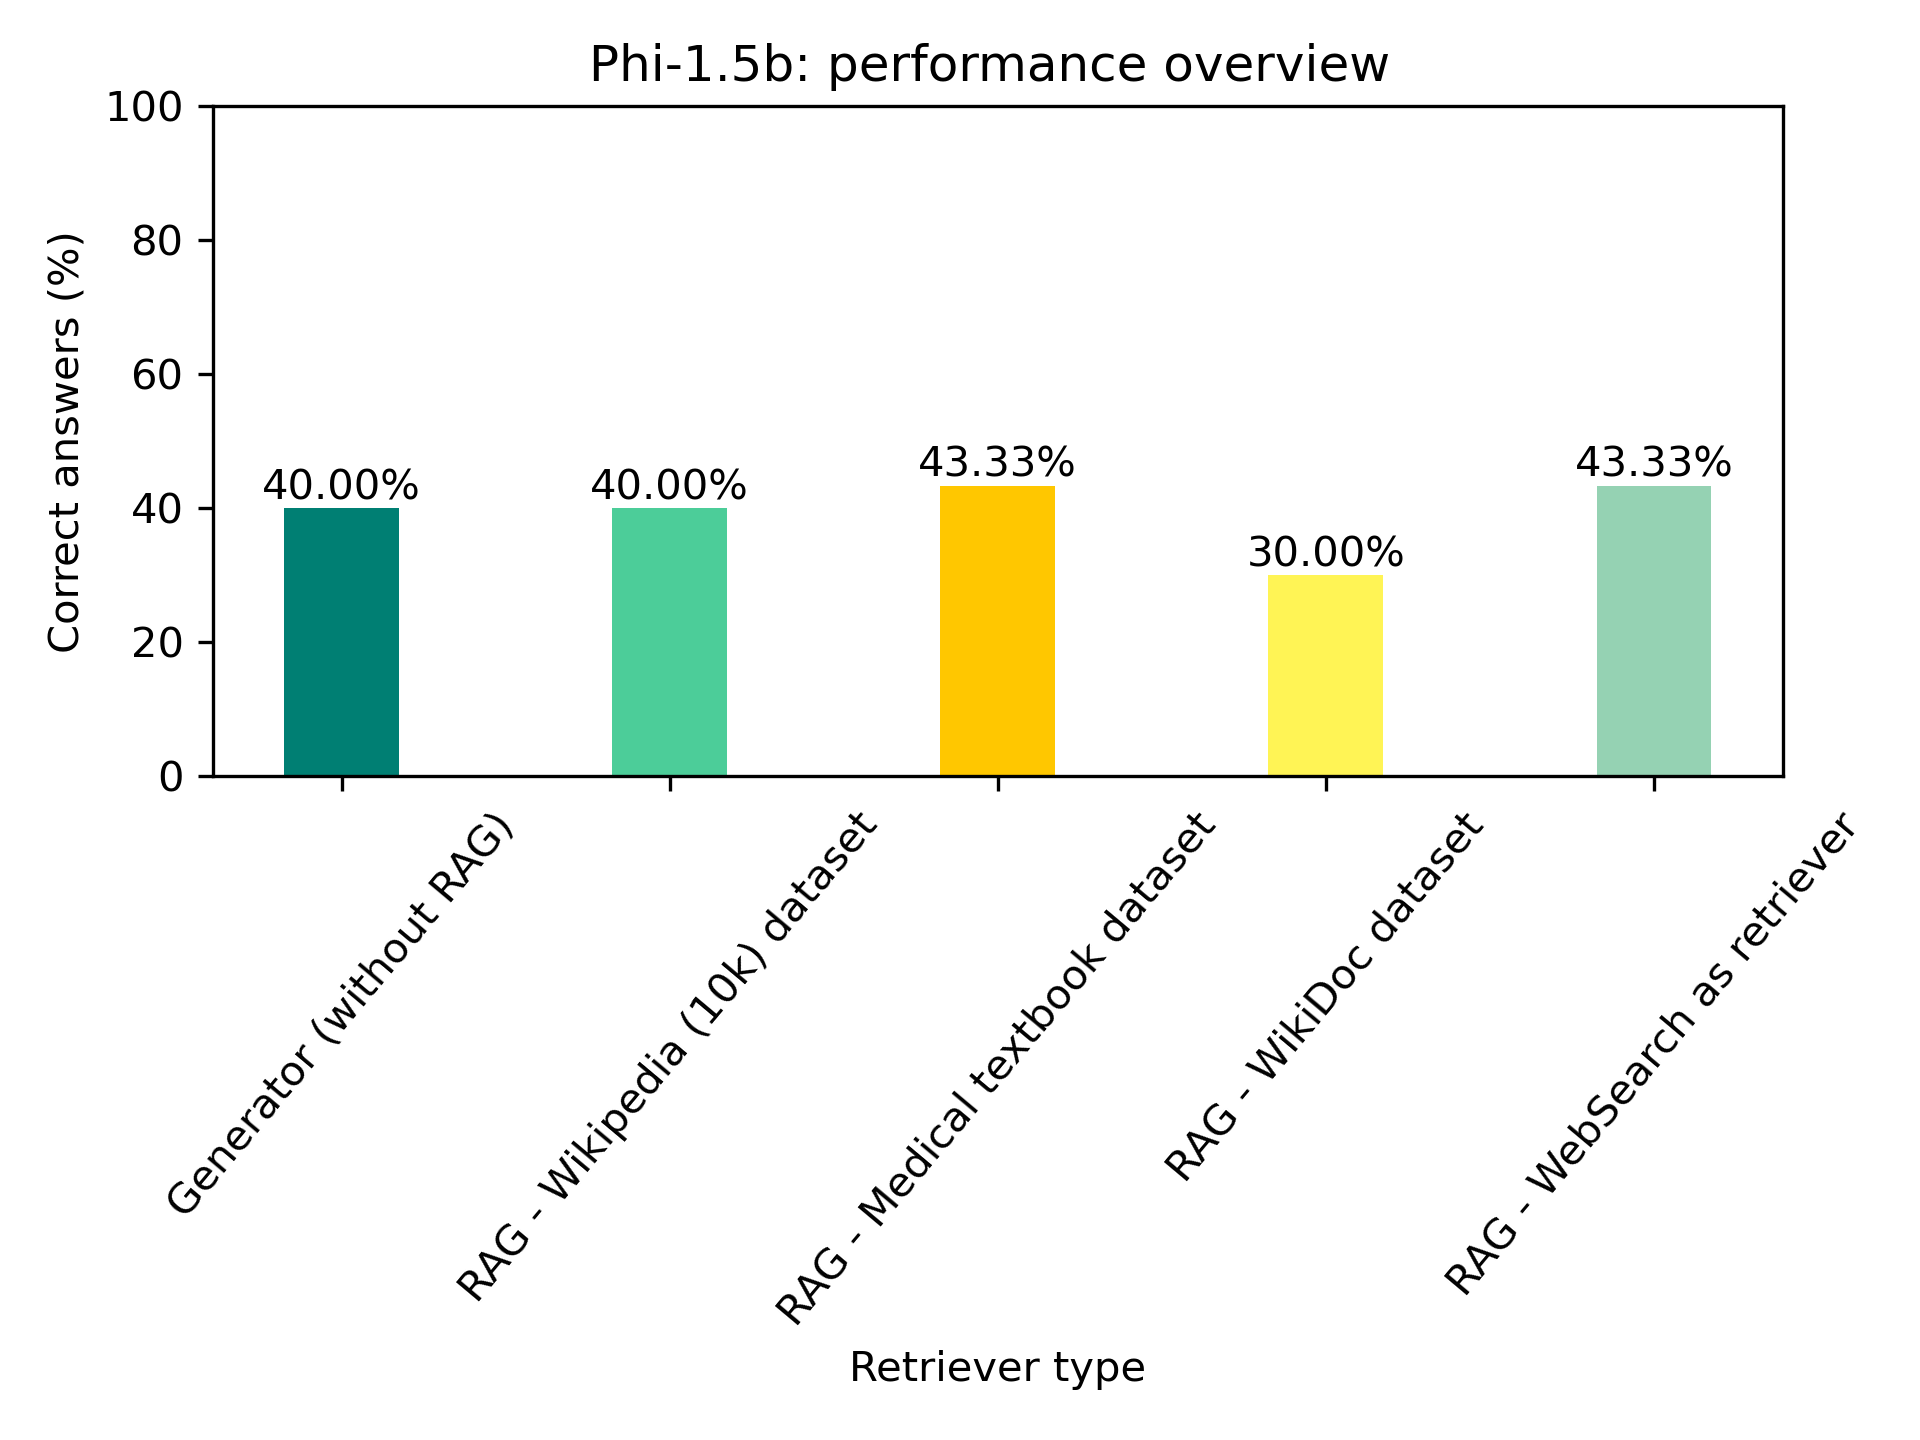 Phi-1.5b: performance overview
Correct answers (%)
100
80
60
40
20
0
40.00%
40.00%
43.33%
30.00%
43.33%
Generator (without RAG)
RAG - Wikipedia (10k) dataset
RAG - Medical textbook dataset
RAG - WikiDoc dataset
RAG - WebSearch as retriever
Retriever type